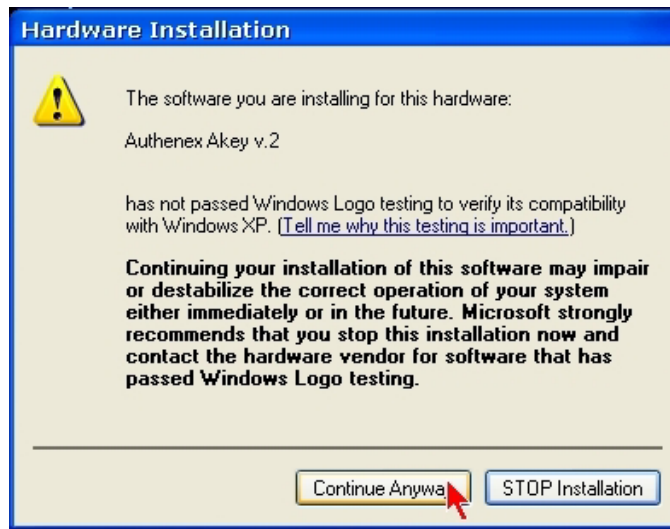 Hardware Installation
The software you are installing for this hardware:
Authenex Akey v.2
has not passed Windows Logo testing to verify its compatibility
with Windows XP. (Tell me why this testing is important.)
Continuing your installation of this software may impair
or destabilize the correct operation of your system
either immediately or in the future. Microsoft strongly
recommends that you stop this installation now and
contact the hardware vendor for software that has
passed Windows Logo testing.
Continue Anywa
STOP Installation